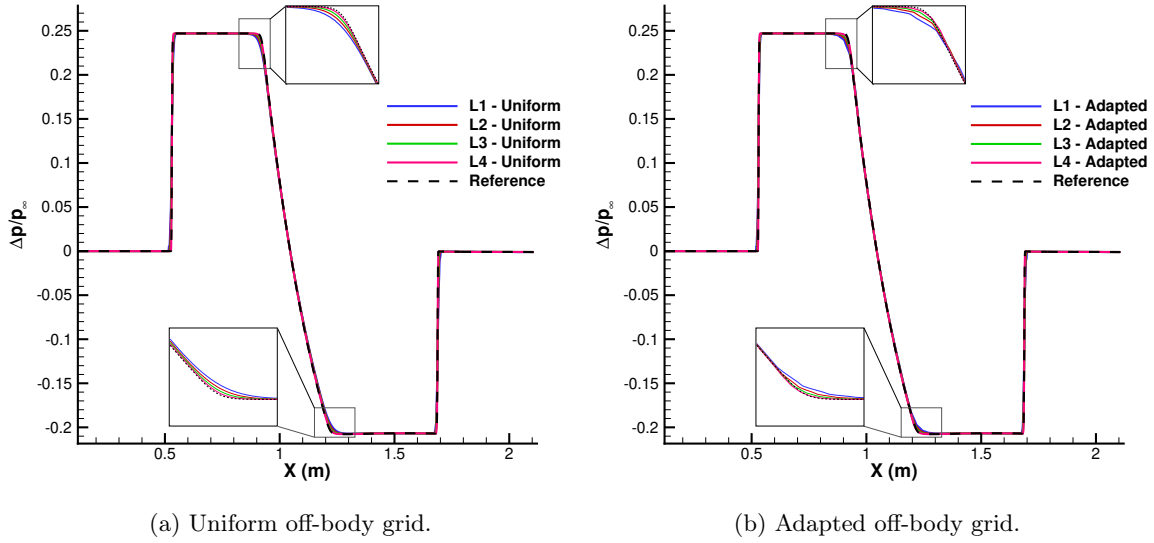 0.25
0.2
0.15
0.1
0.05
0
-0.05
-0.1
-0.15
-0.2
Δp/p∞
0.5
1
1.5
2
X (m)
L1 - Uniform
L2 - Uniform
L3 - Uniform
L4 - Uniform
Reference
(a) Uniform off-body grid.
0.25
0.2
0.15
0.1
0.05
0
-0.05
-0.1
-0.15
-0.2
Δp/p∞
0.5
1
1.5
2
X (m)
L1 - Adapted
L2 - Adapted
L3 - Adapted
L4 - Adapted
Reference
(b) Adapted off-body grid.